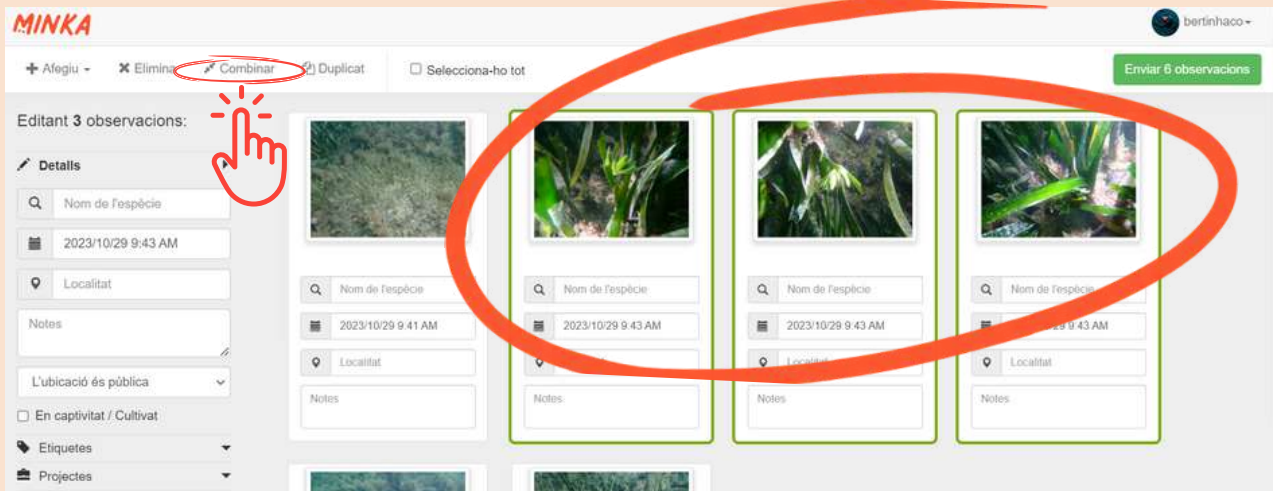 MINKA
bertinhaco
Afegiu
Elimina
Combinar
Duplicat
Selecciona-ho tot
Enviar 6 observacions
Editant 3 observacions:
Detalls
Nom de l'espècie
2023/10/29 9:43 AM
Localitat
Notes
L'ubicació és pública
En captivitat / Cultivat
Etiquetes
Projectes
Nom de l'espècie
2023/10/29 9:41 AM
Localitat
Notes
Nom de l'espècie
2023/10/29 9:43 AM
Notes
Nom de l'espècie
2023/10/29 9:43 AM
Localitat
Notes
Nom de l'espècie
9:43 AM
Localitat
Notes